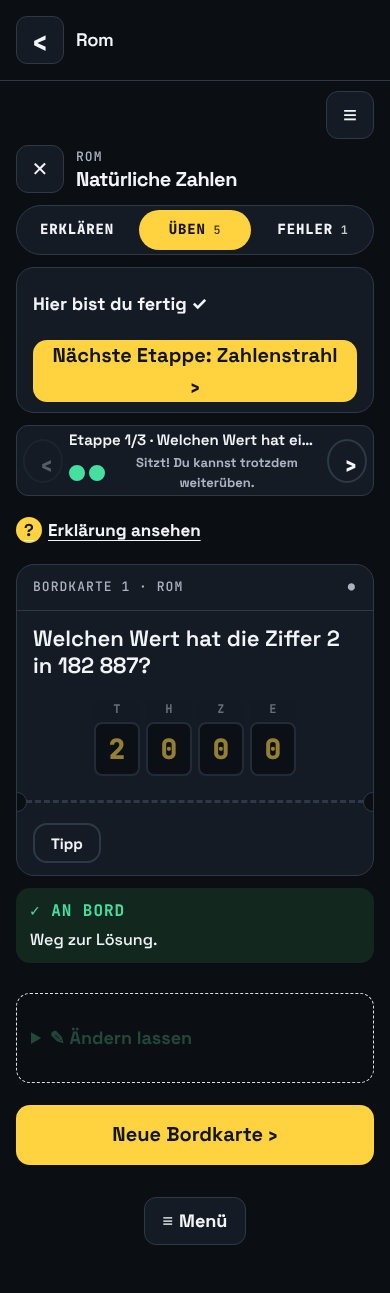 < Rom
≡
✕ ROM
Natürliche Zahlen
ERKLÄREN ÜBEN 5 FEHLER 1
Hier bist du fertig ✓
Nächste Etappe: Zahlenstrahl
›
Etappe 1/3 · Welchen Wert hat ei...
< Sitzt! Du kannst trotzdem >
weiterüben.
? Erklärung ansehen
BORDKARTE 1 · ROM ●
Welchen Wert hat die Ziffer 2
in 182 887?
T H Z E
2 0 0 0
Tipp
✓ AN BORD
Weg zur Lösung.
▶ ✎ Ändern lassen
Neue Bordkarte ›
≡ Menü